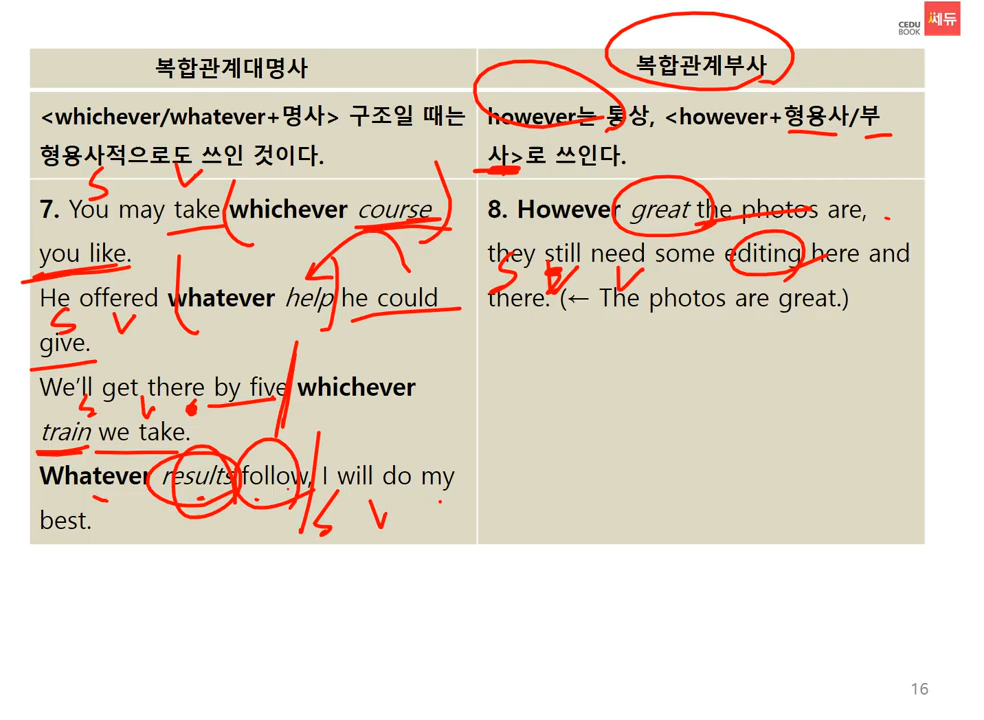 CEDU
BOOK
쎄듀
복합관계대명사
복합관계부사
<whichever/whatever+명사> 구조일 때는
형용사적으로도 쓰인 것이다.
however는 통상, <however+형용사/부
사>로 쓰인다.
S V
7. You may take whichever course
you like.
He offered whatever help he could
S V
give.
We'll get there by five whichever
S V
train we take.
Whatever results follow, I will do my
best.
S V
8. However great the photos are,
they still need some editing here and
S V V
there. (← The photos are great.)
16